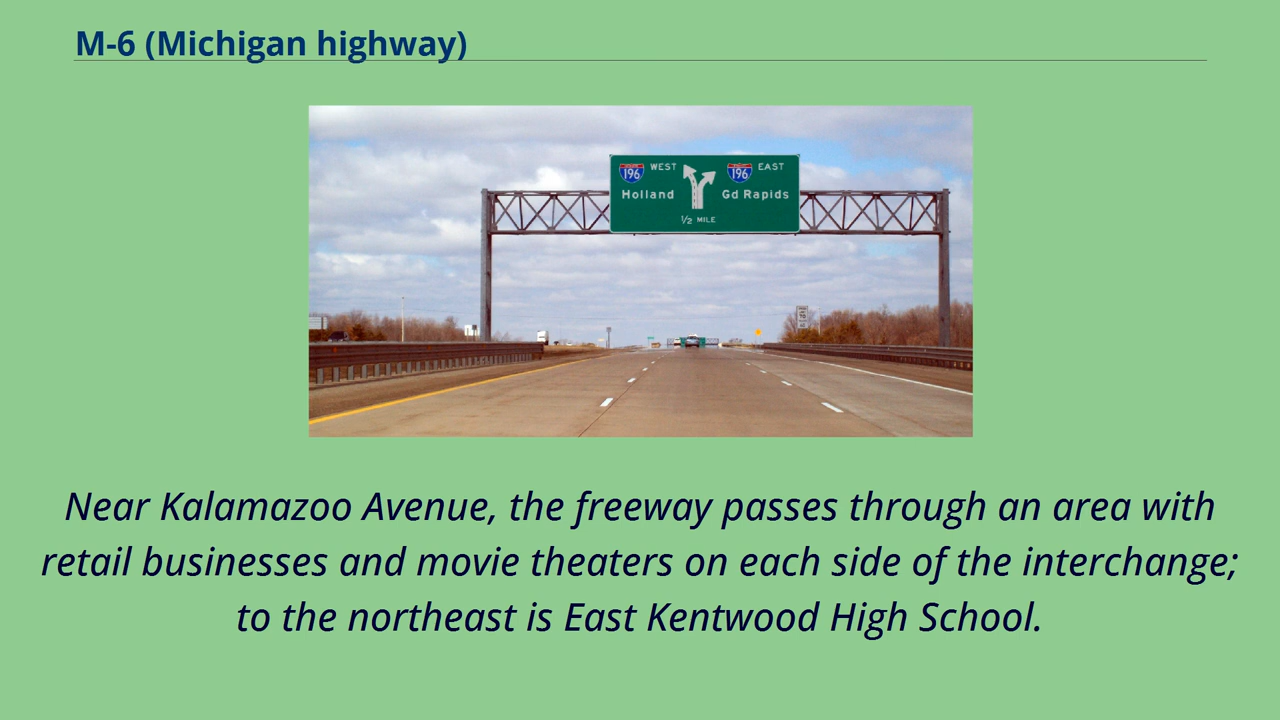 M-6 (Michigan highway)
196 WEST 196 EAST
Holland Gd Rapids
1/2 MILE
Near Kalamazoo Avenue, the freeway passes through an area with
retail businesses and movie theaters on each side of the interchange;
to the northeast is East Kentwood High School.